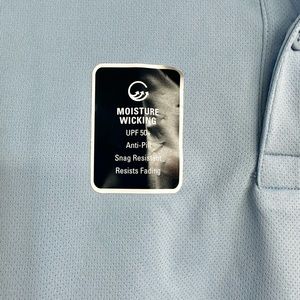 MOISTURE
WICKING
UPF 50+
Anti-Pill
Snag Resistant
Resists Fading